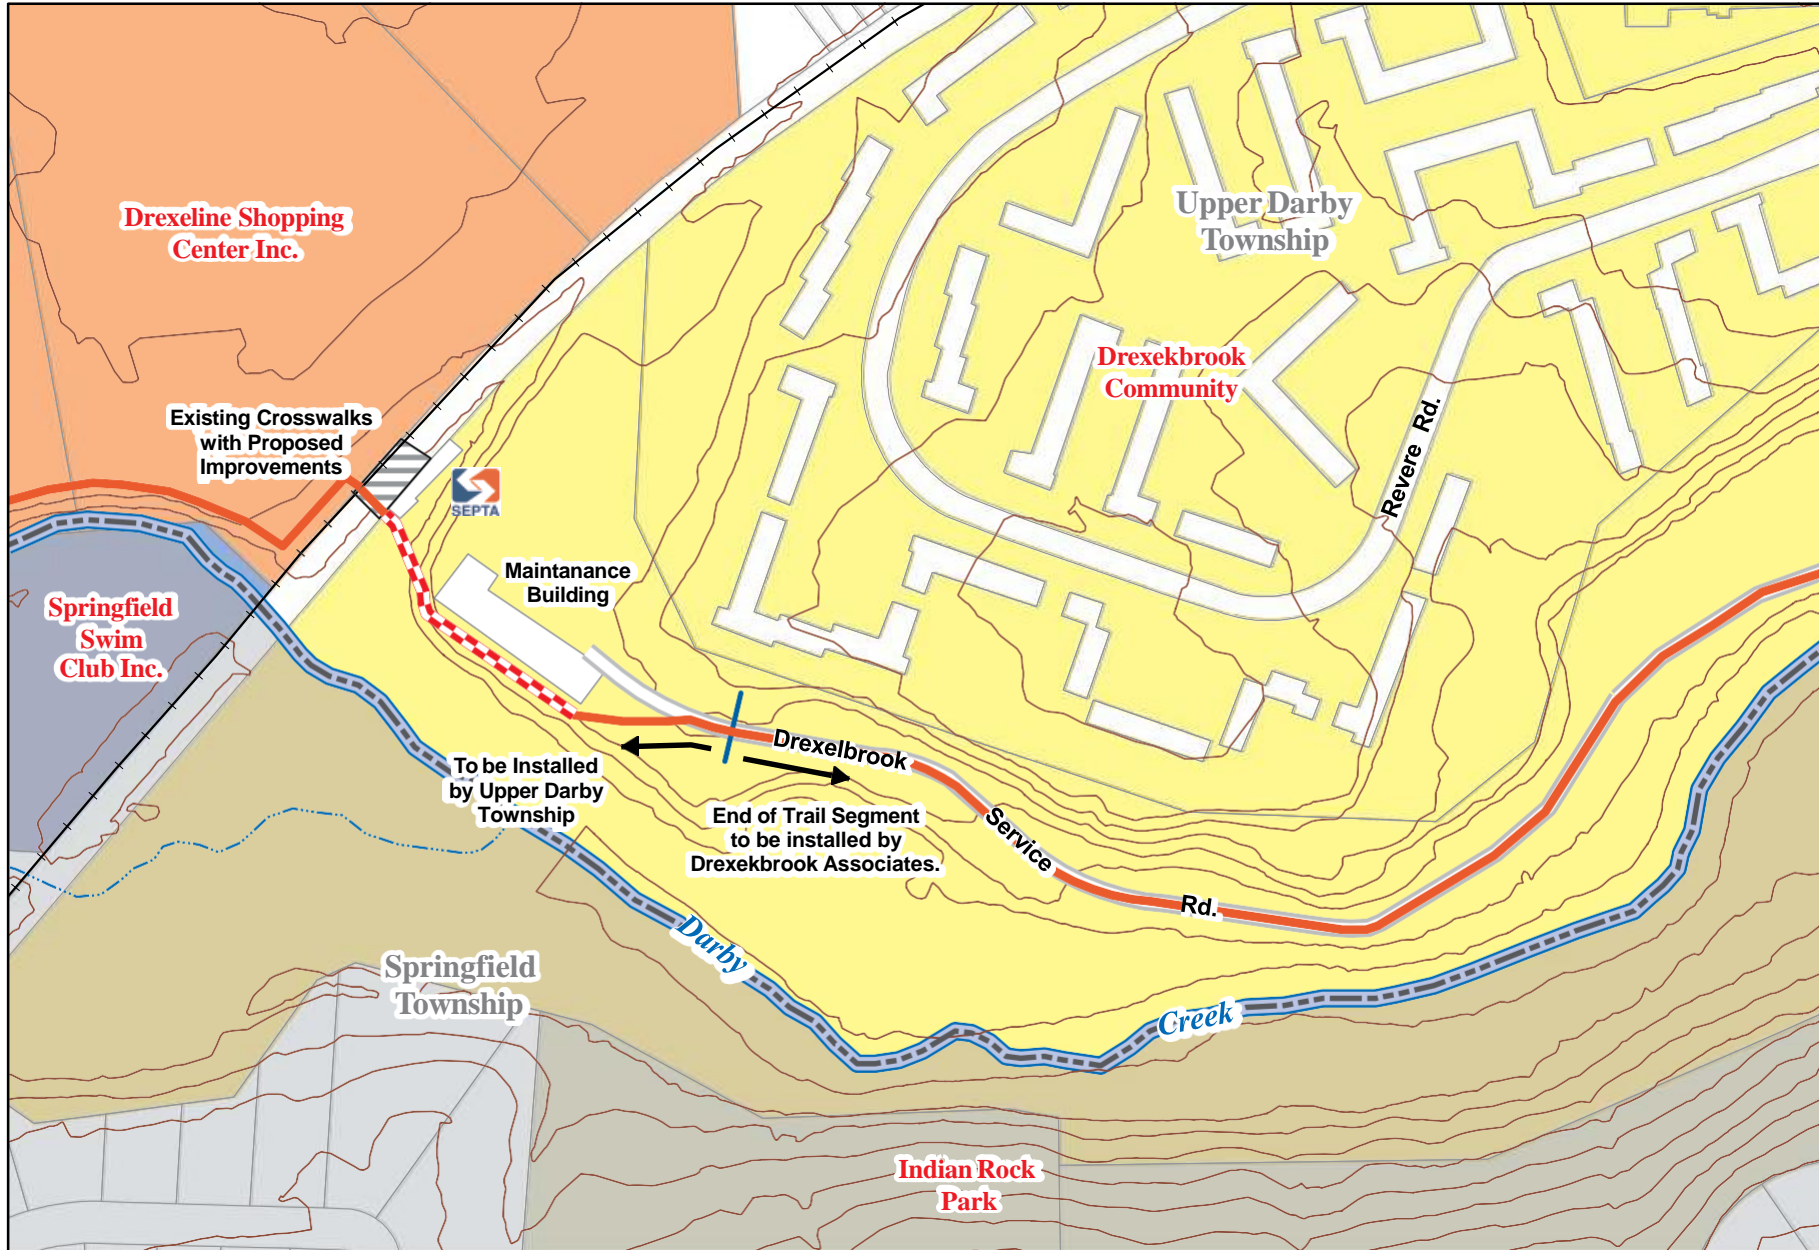 Drexeline Shopping
Center Inc.
Upper Darby
Township
Drexekbrook
Community
Existing Crosswalks
with Proposed
Improvements
Revere Rd.
SEPTA
Maintanance
Building
Springfield
Swim
Club Inc.
Drexelbrook
Service
Rd.
To be Installed
by Upper Darby
Township
End of Trail Segment
to be installed by
Drexekbrook Associates.
Darby
Creek
Springfield
Township
Indian Rock
Park